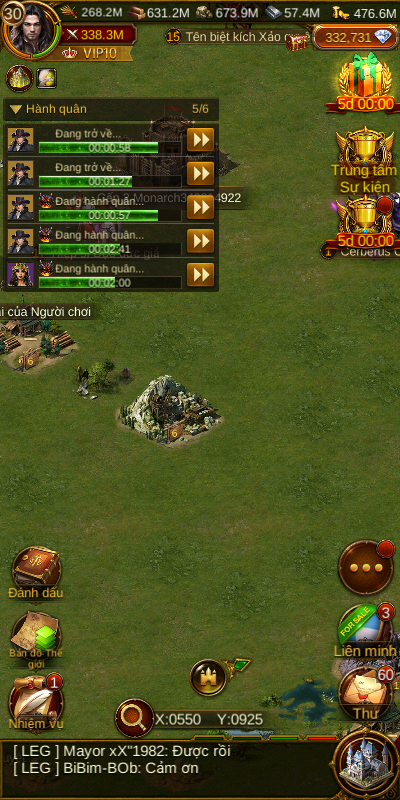 30
268.2M
631.2M
673.9M
57.4M
476.6M
338.3M
15 Tên biệt kích Xảo
332,731
VIP10
5d 00:00
Hành quân
5/6
Đang trở về...
00:00:58
Đang trở về...
00:01:27
Trung tâm
Sự kiện
4922
Đang hành quân...
00:00:57
Đang hành quân...
00:02:41
5d 00:00
1 Cerberus
Đang hành quân...
00:02:00
ại của Người chơi
6
6
Đánh dấu
FOR SALE
3
Liên minh
Bản đồ Thế
giới
60
Thư
1
Nhiệm vụ
X:0550 Y:0925
[ LEG ] Mayor xX"1982: Được rồi
[ LEG ] BiBim-BOb: Cảm ơn